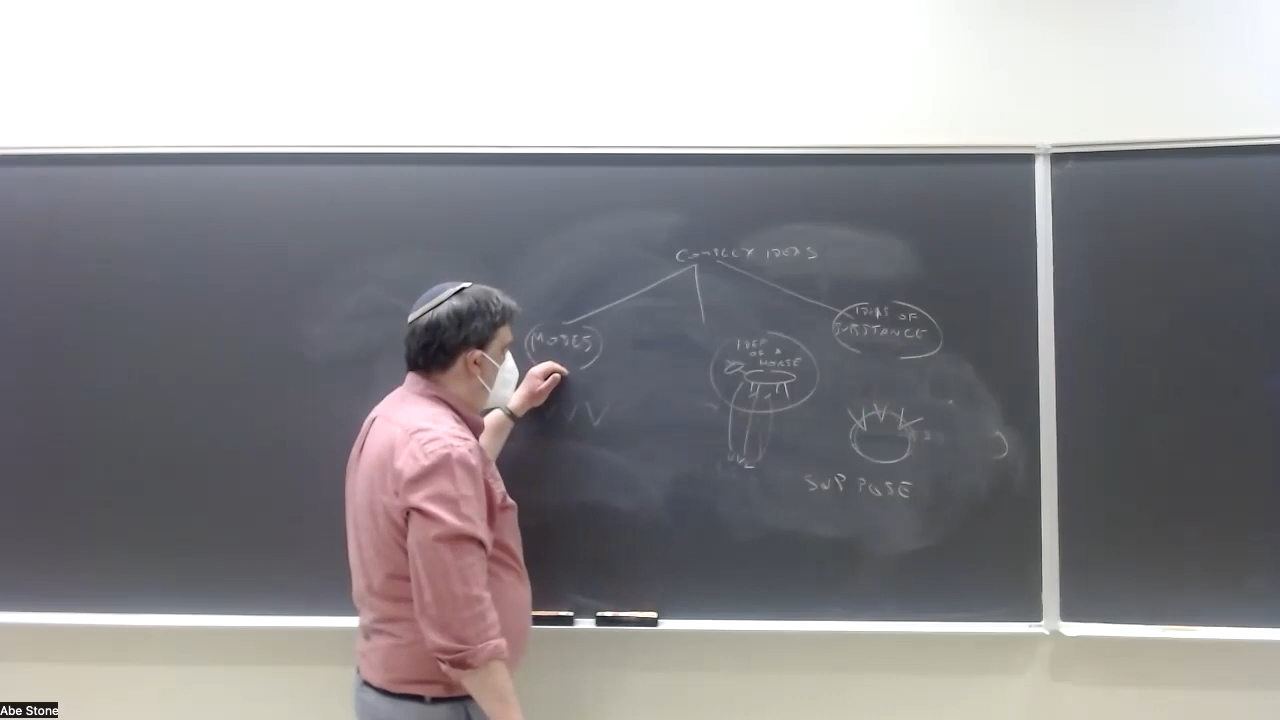 COMPLEX IDEAS
MODES
IDEAS OF
SUBSTANCE
IDEA
OF A
HORSE
SUPPOSE
Abe Stone